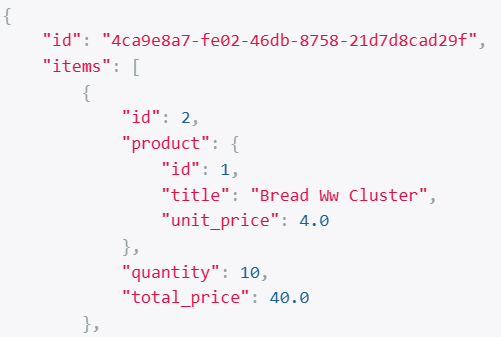 {
"id": "4ca9e8a7-fe02-46db-8758-21d7d8cad29f",
"items": [
{
"id": 2,
"product": {
"id": 1,
"title": "Bread Ww Cluster",
"unit_price": 4.0
},
"quantity": 10,
"total_price": 40.0
},